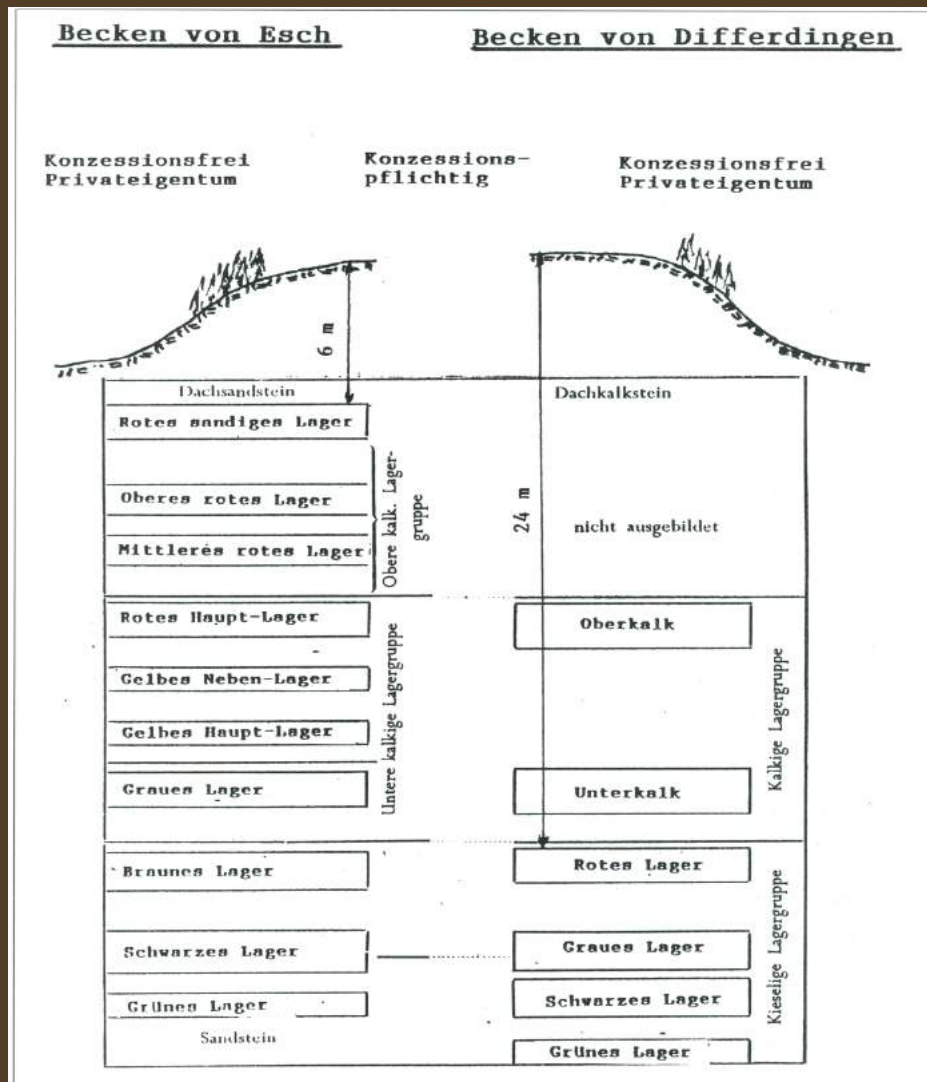 Becken von Esch
Becken von Differdingen
Konzessionsfrei
Privateigentum
Konzessions-
pflichtig
Konzessionsfrei
Privateigentum
6 m
24 m
Dachsandstein
Rotes sandiges Lager
Oberes rotes Lager
Mittleres rotes Lager
Obere kalk. Lager-
gruppe
Rotes Haupt-Lager
Gelbes Neben-Lager
Gelbes Haupt-Lager
Graues Lager
Untere kalkige Lagergruppe
Braunes Lager
Schwarzes Lager
Grünes Lager
Sandstein
Dachkalkstein
nicht ausgebildet
Oberkalk
Unterkalk
Kalkige Lagergruppe
Rotes Lager
Graues Lager
Schwarzes Lager
Grünes Lager
Kieselige Lagergruppe